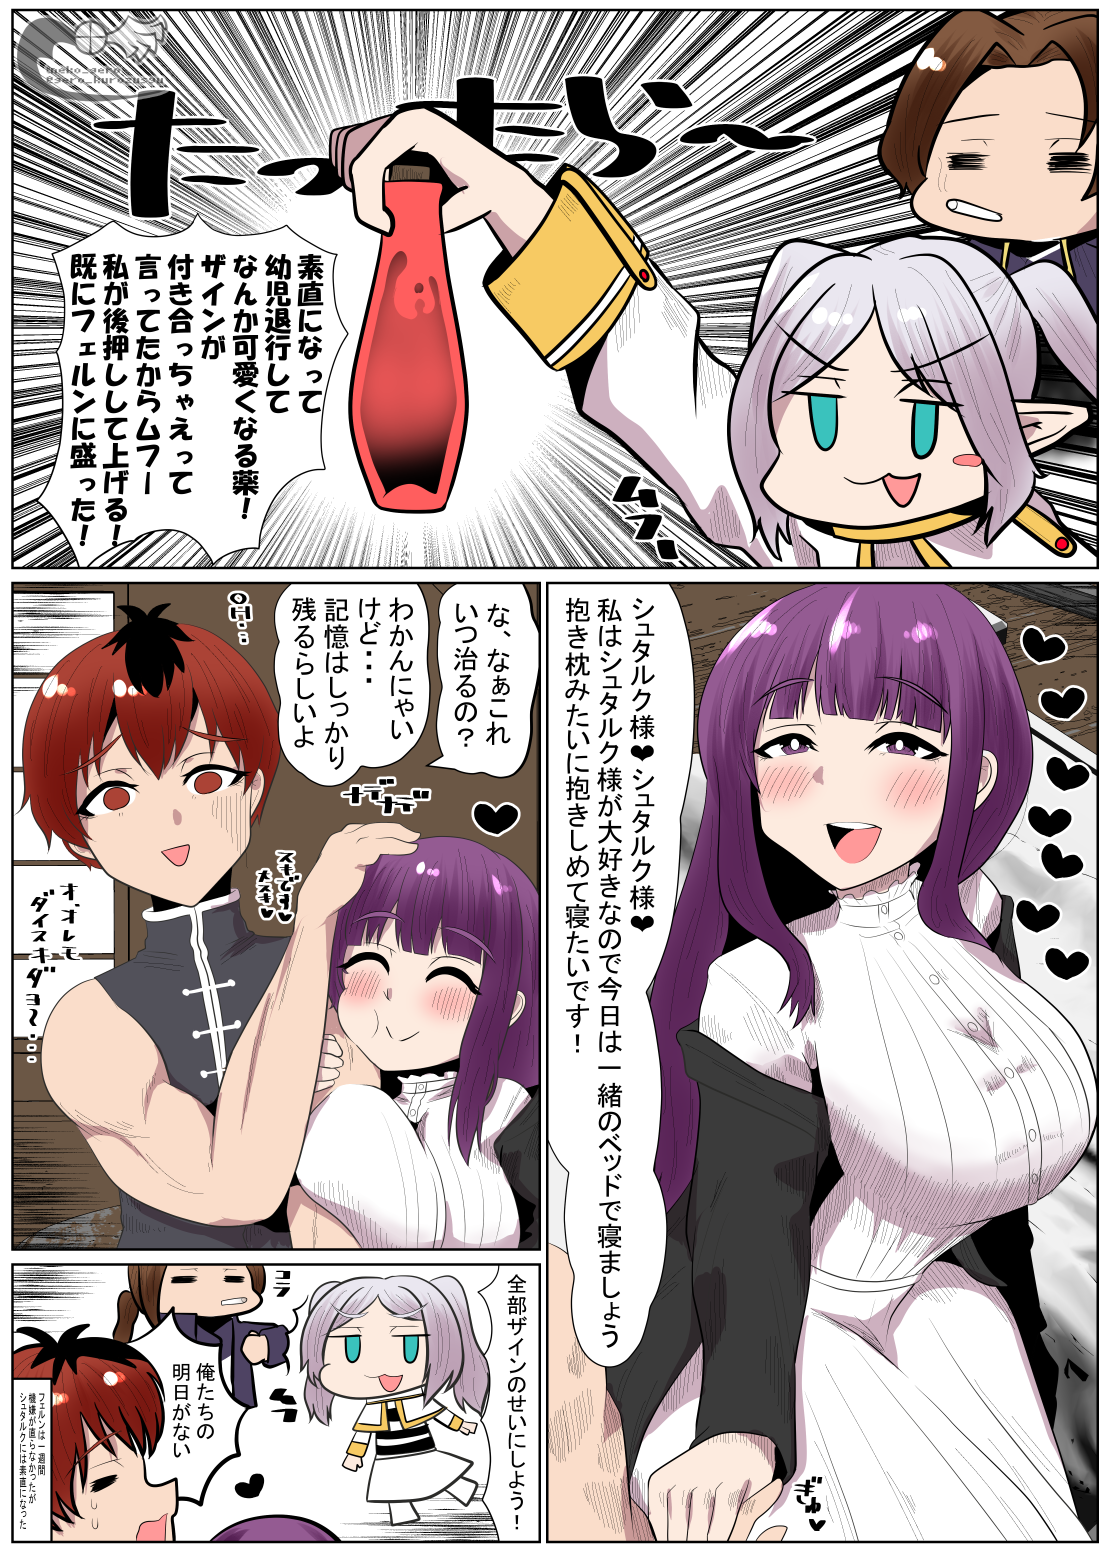 たったら〜
素直になって
幼児退行して
なんか可愛くなる薬！
ザインが
付き合っちゃえって
言ってたからムフー
私が後押しして上げる！
既にフェルンに盛った！
ムフー
シュタルク様♥シュタルク様♥
私はシュタルク様が大好きなので今日は一緒のベッドで寝ましょう
抱き枕みたいに抱きしめて寝たいです！
ぎゅ
な、なぁこれ
いつ治るの？
わかんにゃい
けど・・・
記憶はしっかり
残るらしいよ
ナデナデ
スキです
大スキ
オ、オレモ
ダイスキ
ダヨ〜・・・
全部ザインのせいにしよう！
コラ
俺たちの
明日がない
フェルンは一週間
機嫌が直らなかったが
シュタルクには素直になった